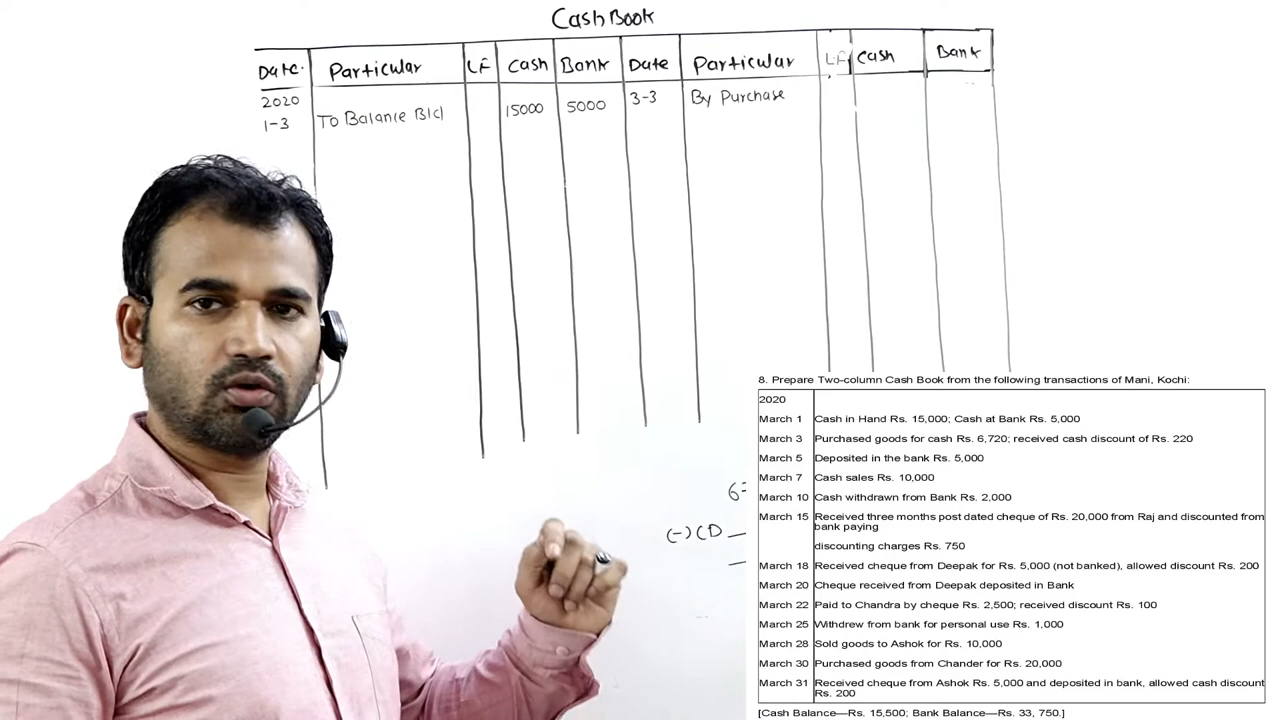 Cash Book
Date. Particular LF Cash Bank Date Particular LF Cash Bank
2020
1-3 To Balance B/d 15000 5000 3-3 By Purchase
(-) CD
8. Prepare Two-column Cash Book from the following transactions of Mani, Kochi:
2020
March 1 Cash in Hand Rs. 15,000; Cash at Bank Rs. 5,000
March 3 Purchased goods for cash Rs. 6,720; received cash discount of Rs. 220
March 5 Deposited in the bank Rs. 5,000
March 7 Cash sales Rs. 10,000
March 10 Cash withdrawn from Bank Rs. 2,000
March 15 Received three months post dated cheque of Rs. 20,000 from Raj and discounted from
bank paying
discounting charges Rs. 750
March 18 Received cheque from Deepak for Rs. 5,000 (not banked), allowed discount Rs. 200
March 20 Cheque received from Deepak deposited in Bank
March 22 Paid to Chandra by cheque Rs. 2,500; received discount Rs. 100
March 25 Withdrew from bank for personal use Rs. 1,000
March 28 Sold goods to Ashok for Rs. 10,000
March 30 Purchased goods from Chander for Rs. 20,000
March 31 Received cheque from Ashok Rs. 5,000 and deposited in bank, allowed cash discount
Rs. 200
[Cash Balance—Rs. 15,500; Bank Balance—Rs. 33, 750.]